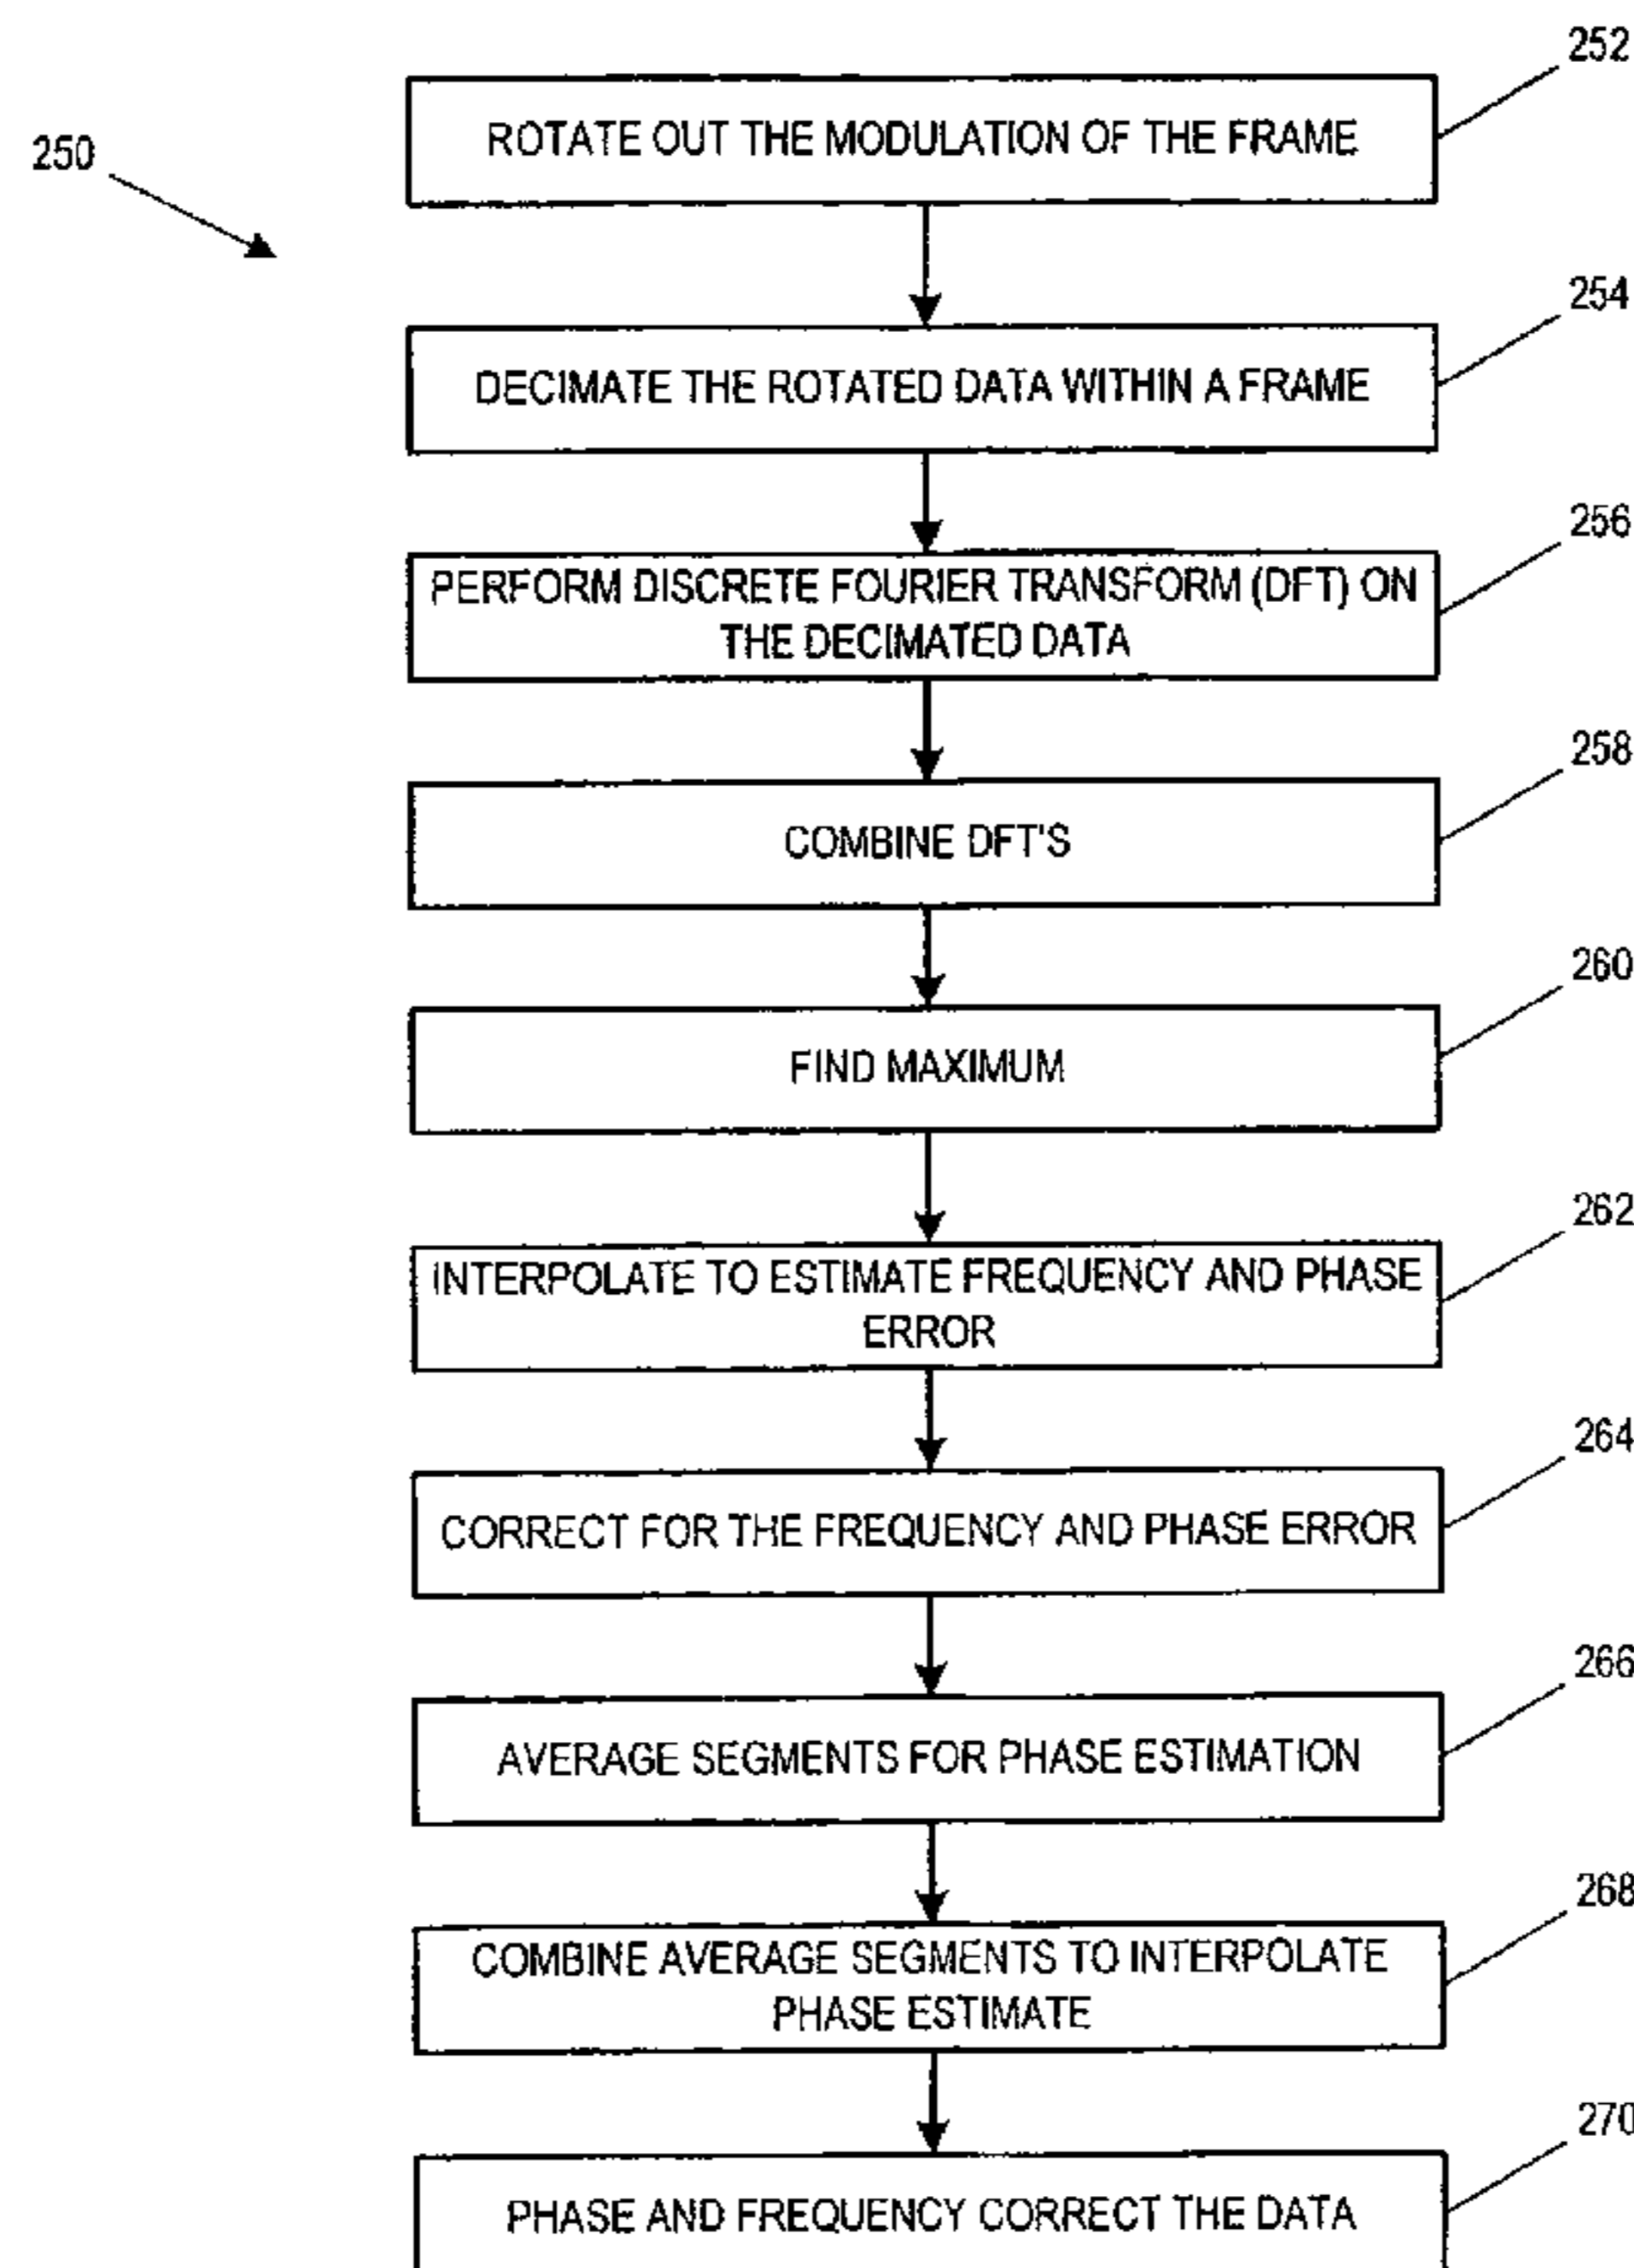 252
250
ROTATE OUT THE MODULATION OF THE FRAME
254
DECIMATE THE ROTATED DATA WITHIN A FRAME
256
PERFORM DISCRETE FOURIER TRANSFORM (DFT) ON
THE DECIMATED DATA
258
COMBINE DFT'S
260
FIND MAXIMUM
262
INTERPOLATE TO ESTIMATE FREQUENCY AND PHASE
ERROR
264
CORRECT FOR THE FREQUENCY AND PHASE ERROR
266
AVERAGE SEGMENTS FOR PHASE ESTIMATION
268
COMBINE AVERAGE SEGMENTS TO INTERPOLATE
PHASE ESTIMATE
270
PHASE AND FREQUENCY CORRECT THE DATA